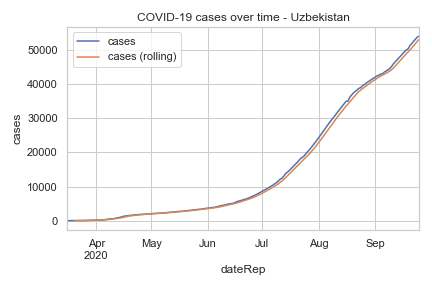 COVID-19 cases over time - Uzbekistan
cases
cases (rolling)
50000
40000
30000
20000
10000
0
cases
Apr
2020
May
Jun
Jul
Aug
Sep
dateRep